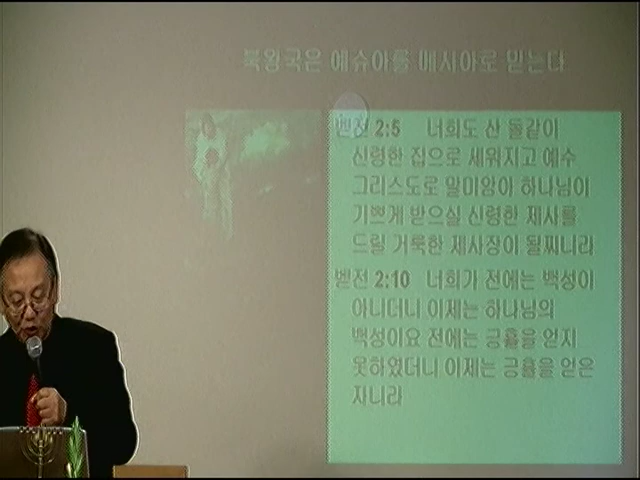 북왕국은 예슈아를 메시아로 믿는다
벧전 2:5 너희도 산 돌같이
신령한 집으로 세워지고 예수
그리스도로 말미암아 하나님이
기쁘게 받으실 신령한 제사를
드릴 거룩한 제사장이 될찌니라
벧전 2:10 너희가 전에는 백성이
아니더니 이제는 하나님의
백성이요 전에는 긍휼을 얻지
못하였더니 이제는 긍휼을 얻은
자니라